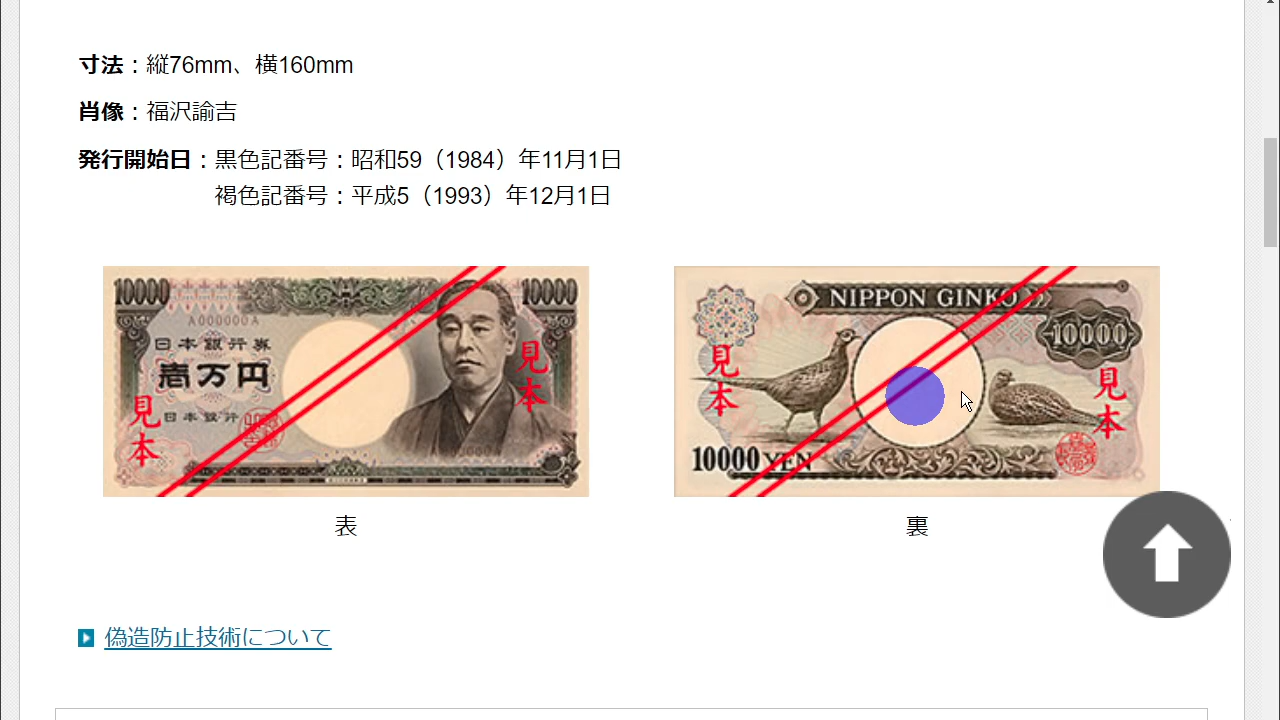 寸法：縦76mm、横160mm
肖像：福沢諭吉
発行開始日：黒色記番号：昭和59（1984）年11月1日
褐色記番号：平成5（1993）年12月1日
10000
10000
A000000A
日本銀行券
壱万円
日本銀行
見本
見本
NIPPON GINKO
10000
見本
見本
10000 YEN
表
裏
偽造防止技術について